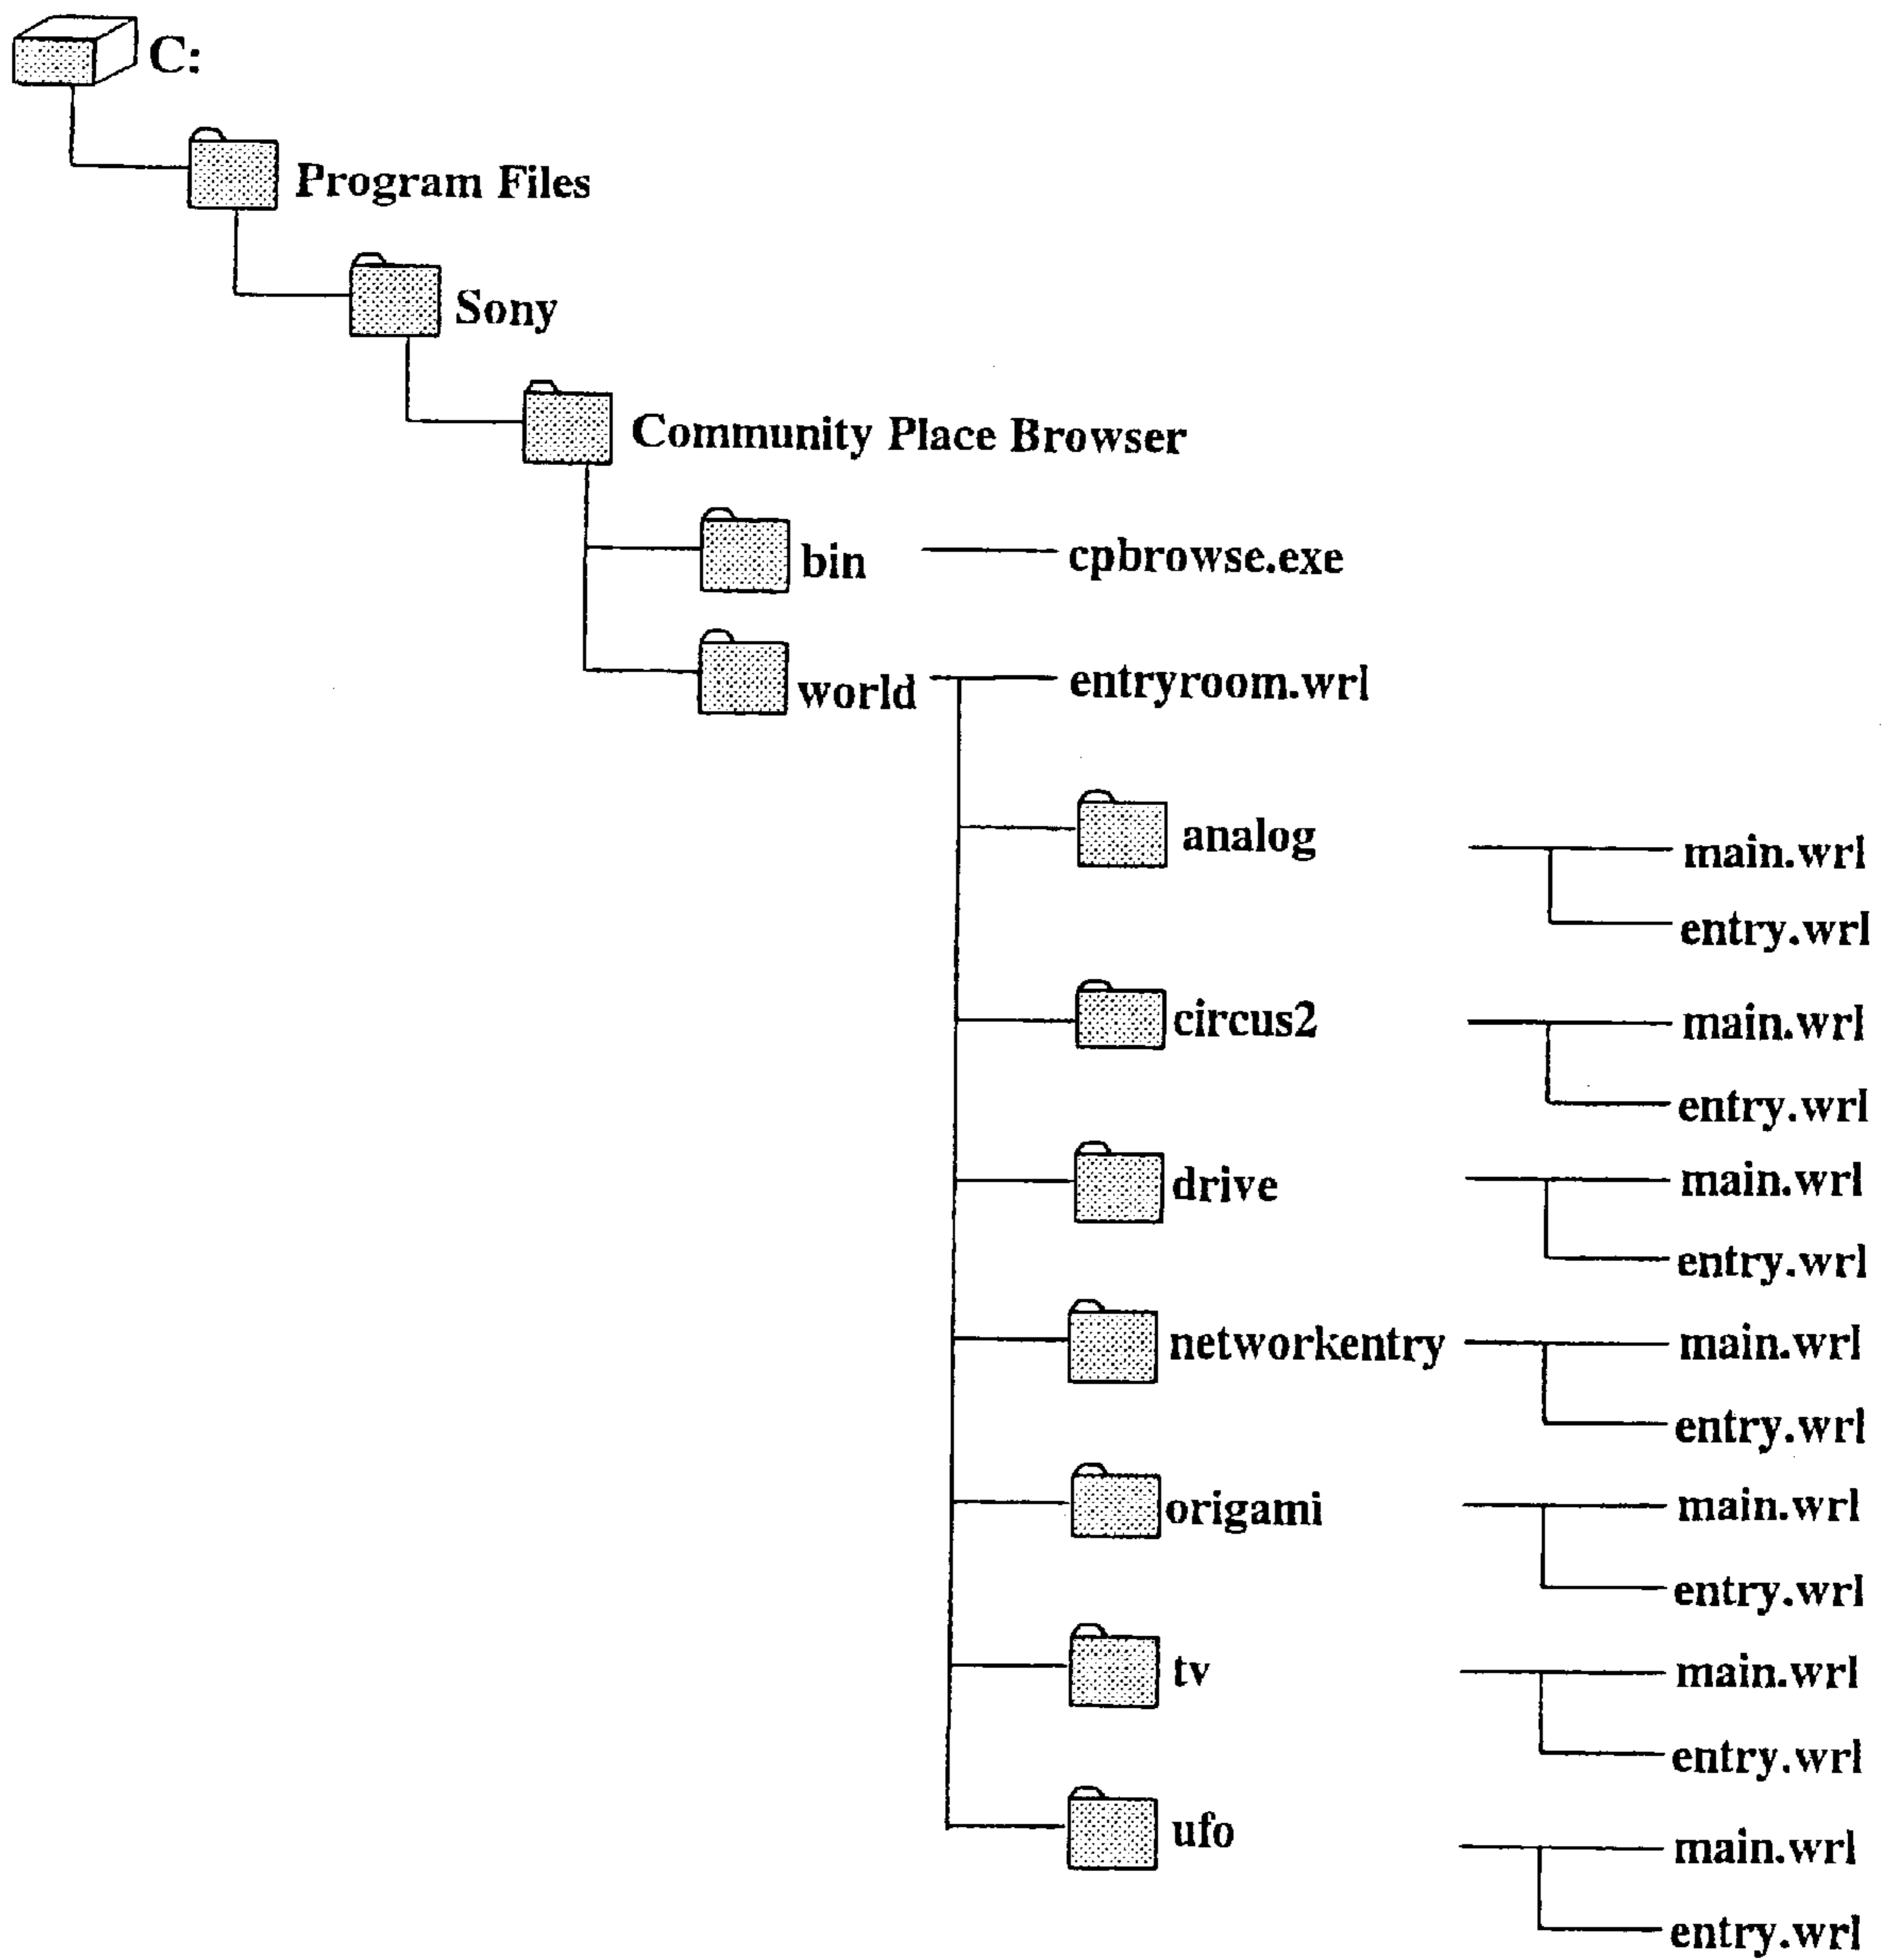 C:
Program Files
Sony
Community Place Browser
bin
cpbrowse.exe
world
entryroom.wrl
analog
main.wrl
entry.wrl
circus2
main.wrl
entry.wrl
drive
main.wrl
entry.wrl
networkentry
main.wrl
entry.wrl
origami
main.wrl
entry.wrl
tv
main.wrl
entry.wrl
ufo
main.wrl
entry.wrl